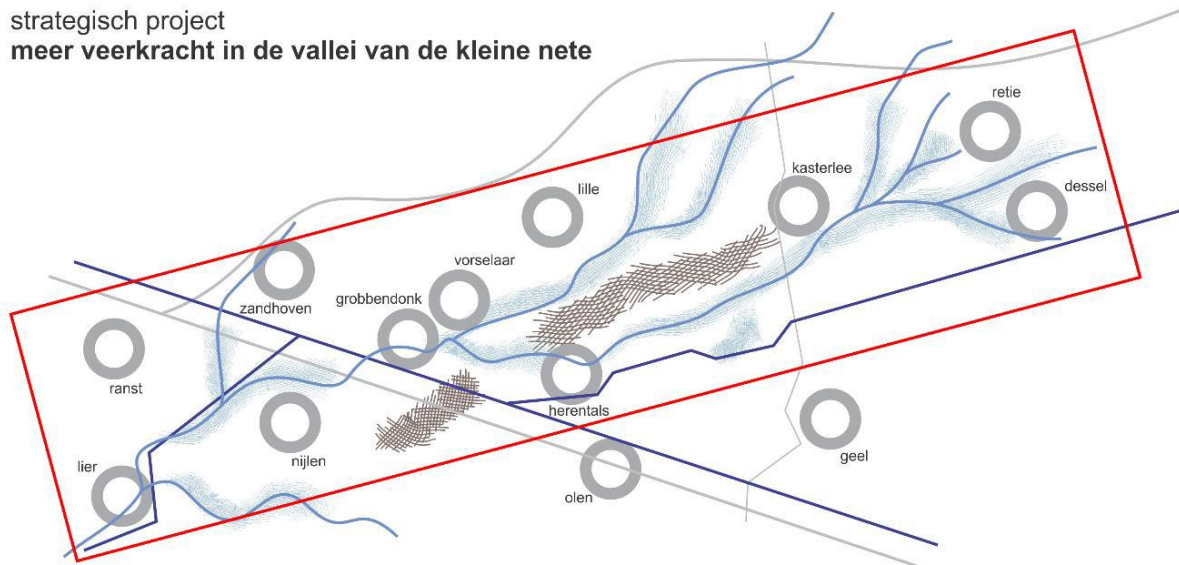 strategisch project
meer veerkracht in de vallei van de kleine nete
retie
kasterlee
lille
dessel
vorselaar
zandhoven
grobbendonk
ranst
herentals
nijlen
geel
lier
olen